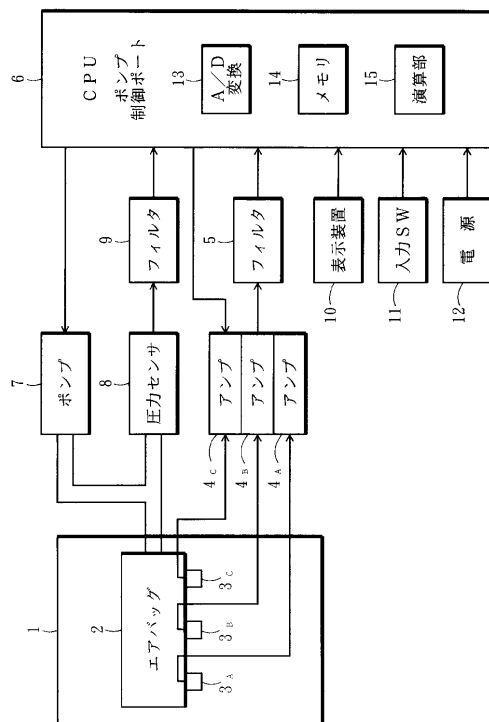 1
2
エアバッグ
3A
3B
3C
7
ポンプ
8
圧力センサ
アンプ
アンプ
アンプ
4C
4B
4A
9
フィルタ
5
フィルタ
10
表示装置
11
入力SW
12
電源
6
CPU
ポンプ
制御ポート
13
A/D
変換
14
メモリ
15
演算部